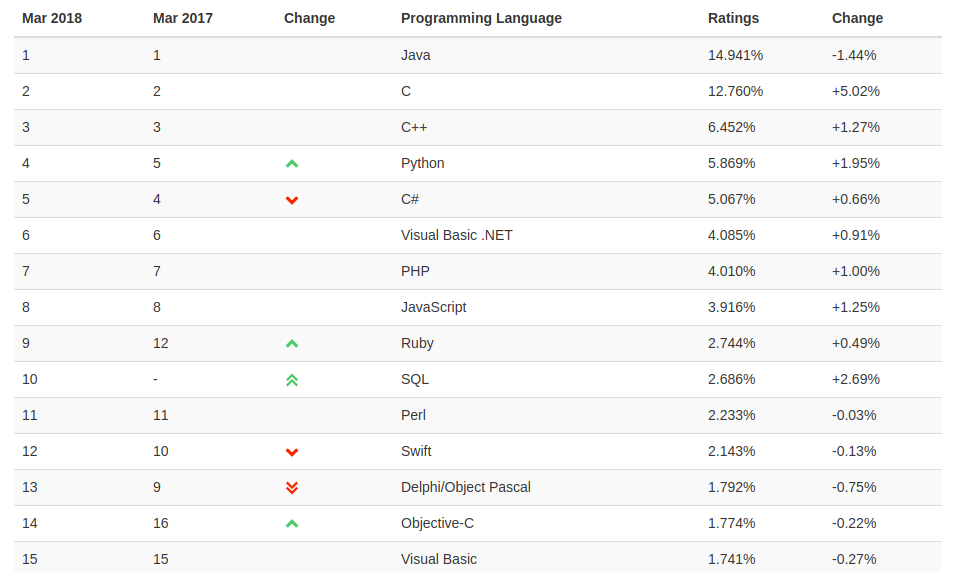 Mar 2018 Mar 2017 Change Programming Language Ratings Change
1 1 Java 14.941% -1.44%
2 2 C 12.760% +5.02%
3 3 C++ 6.452% +1.27%
4 5 Python 5.869% +1.95%
5 4 C# 5.067% +0.66%
6 6 Visual Basic .NET 4.085% +0.91%
7 7 PHP 4.010% +1.00%
8 8 JavaScript 3.916% +1.25%
9 12 Ruby 2.744% +0.49%
10 - SQL 2.686% +2.69%
11 11 Perl 2.233% -0.03%
12 10 Swift 2.143% -0.13%
13 9 Delphi/Object Pascal 1.792% -0.75%
14 16 Objective-C 1.774% -0.22%
15 15 Visual Basic 1.741% -0.27%